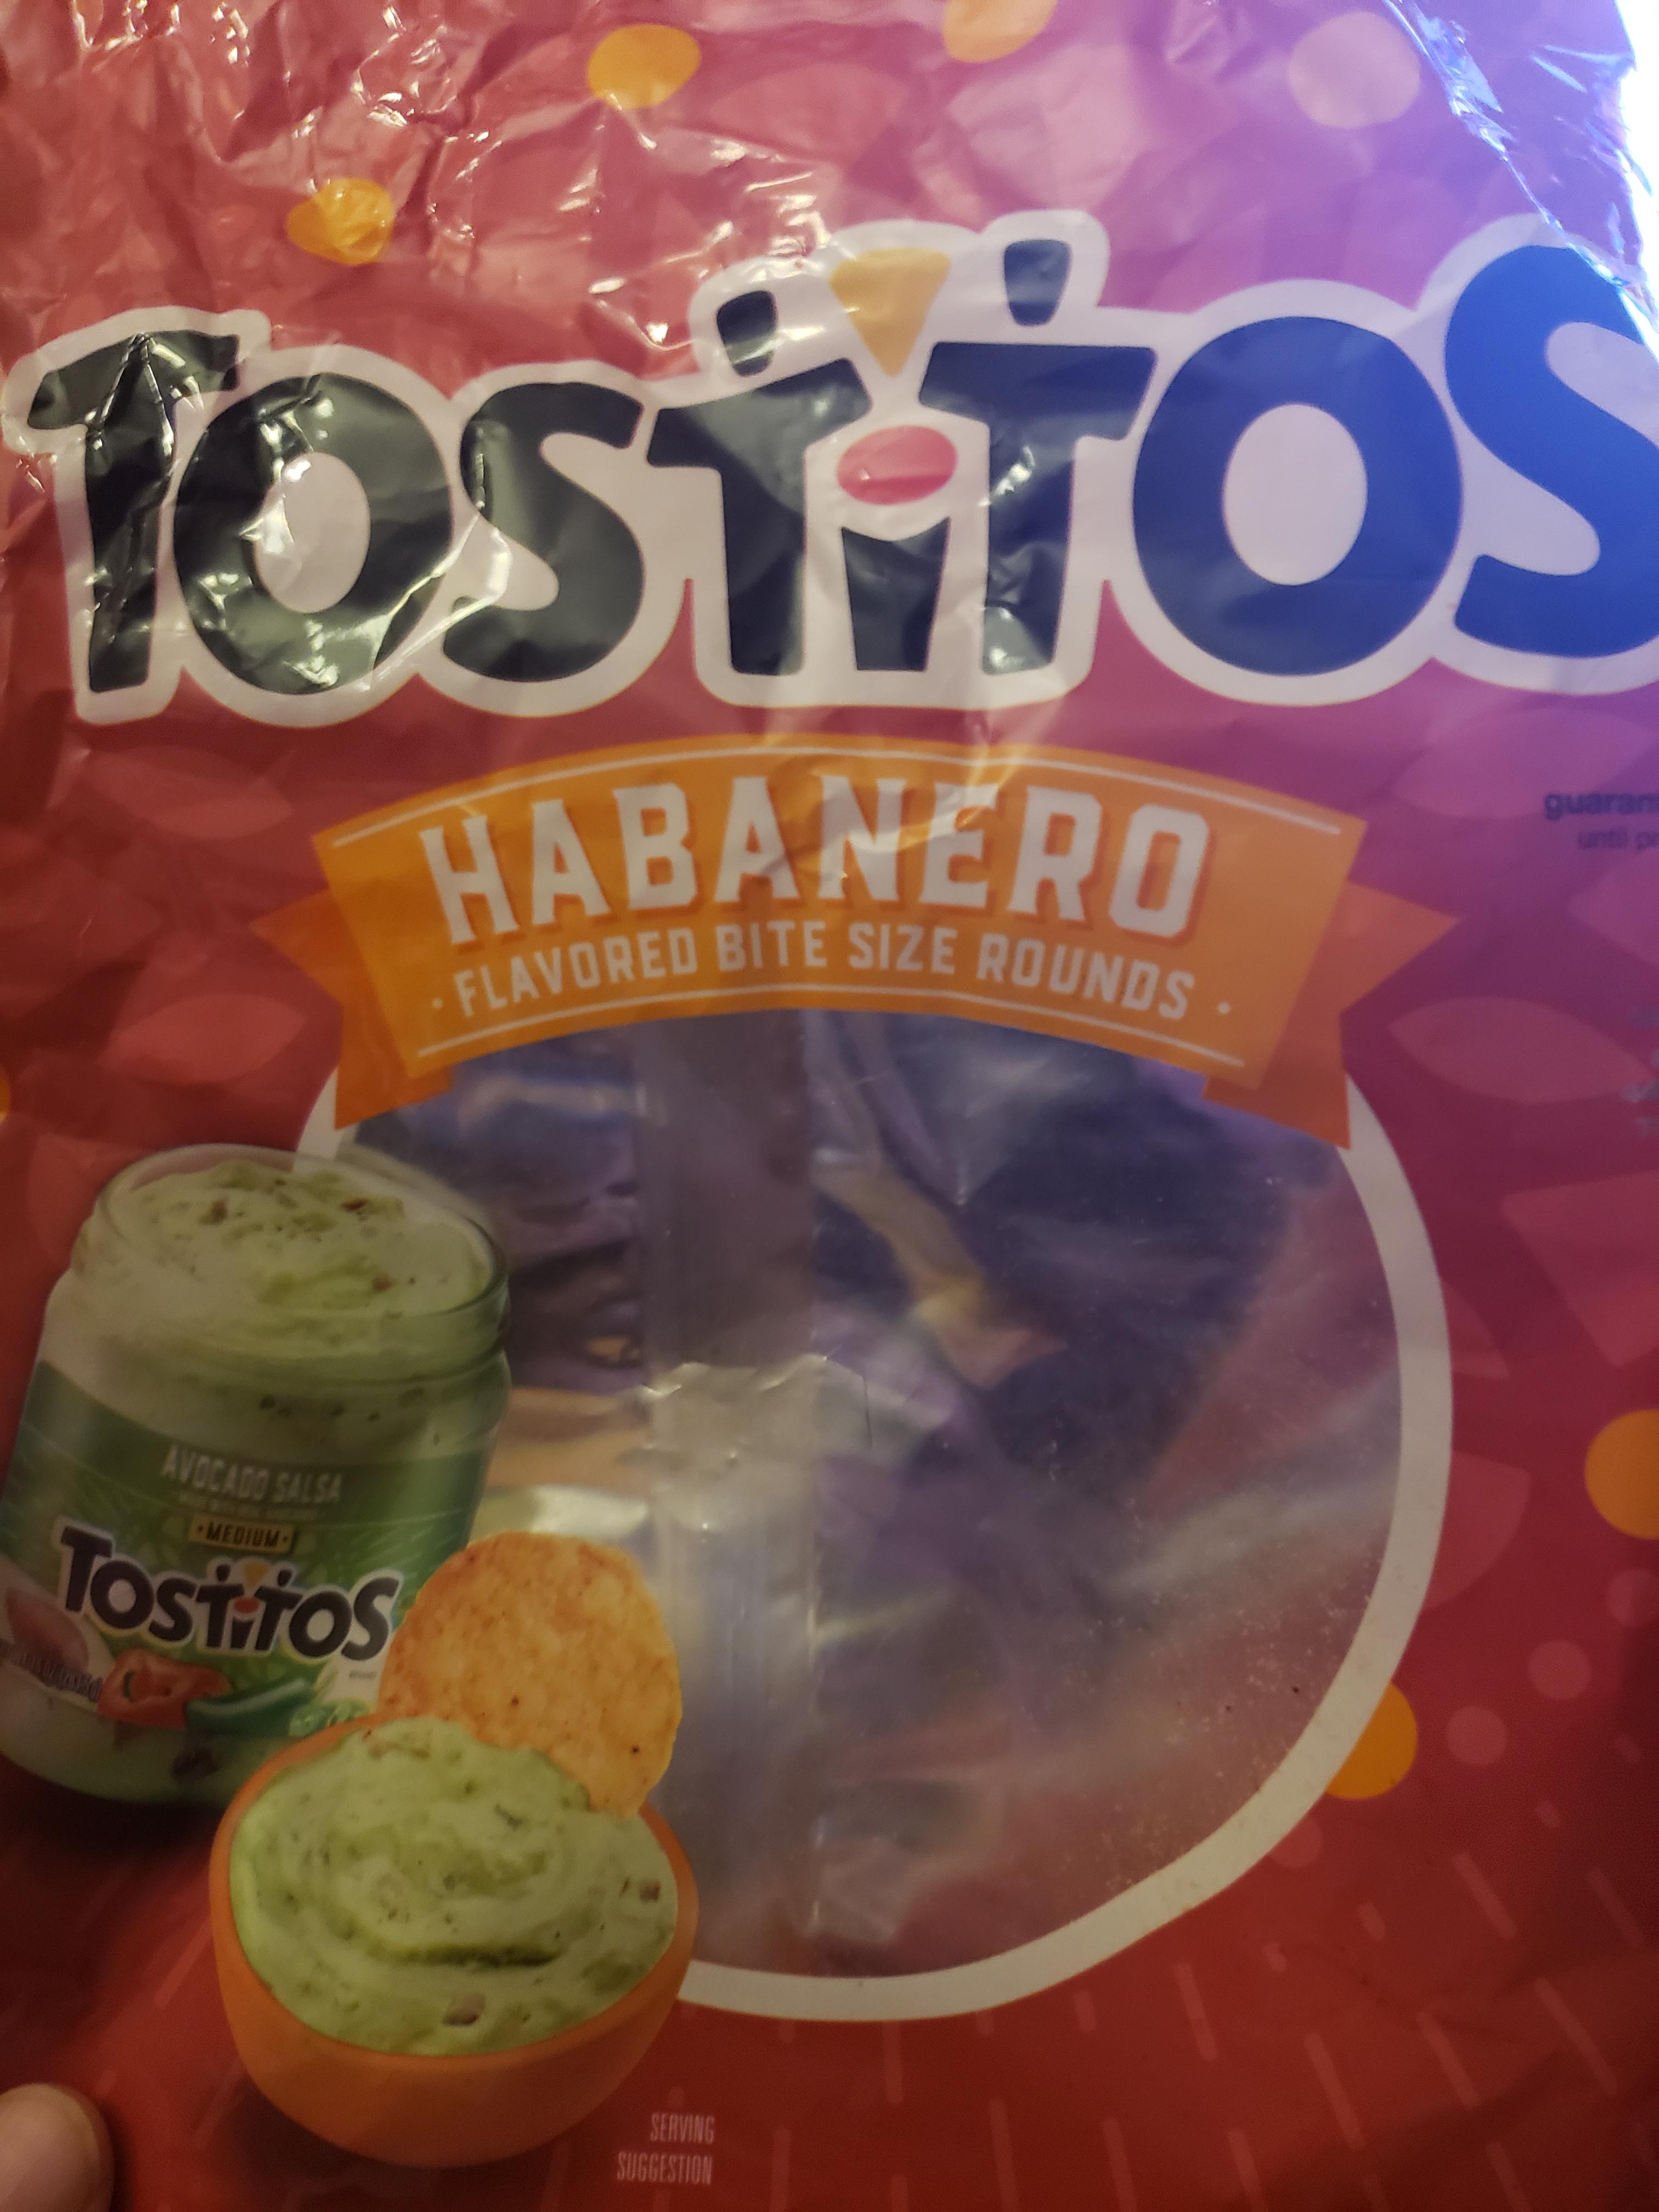 TOSTITOS
HABANERO
· FLAVORED BITE SIZE ROUNDS ·
AVOCADO SALSA
· MEDIUM ·
TOSTITOS
SERVING
SUGGESTION